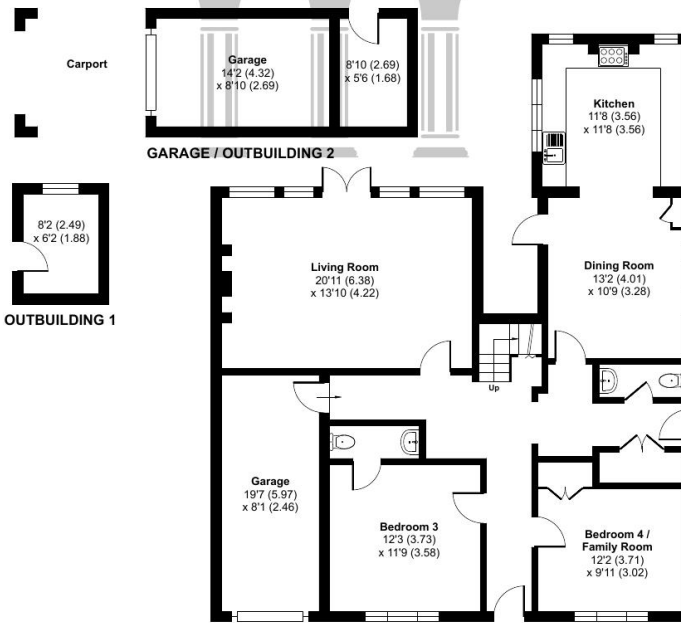 Carport
Garage
14'2 (4.32)
x 8'10 (2.69)
8'10 (2.69)
x 5'6 (1.68)
GARAGE / OUTBUILDING 2
Kitchen
11'8 (3.56)
x 11'8 (3.56)
8'2 (2.49)
x 6'2 (1.88)
OUTBUILDING 1
Living Room
20'11 (6.38)
x 13'10 (4.22)
Dining Room
13'2 (4.01)
x 10'9 (3.28)
Up
Garage
19'7 (5.97)
x 8'1 (2.46)
Bedroom 3
12'3 (3.73)
x 11'9 (3.58)
Bedroom 4 /
Family Room
12'2 (3.71)
x 9'11 (3.02)